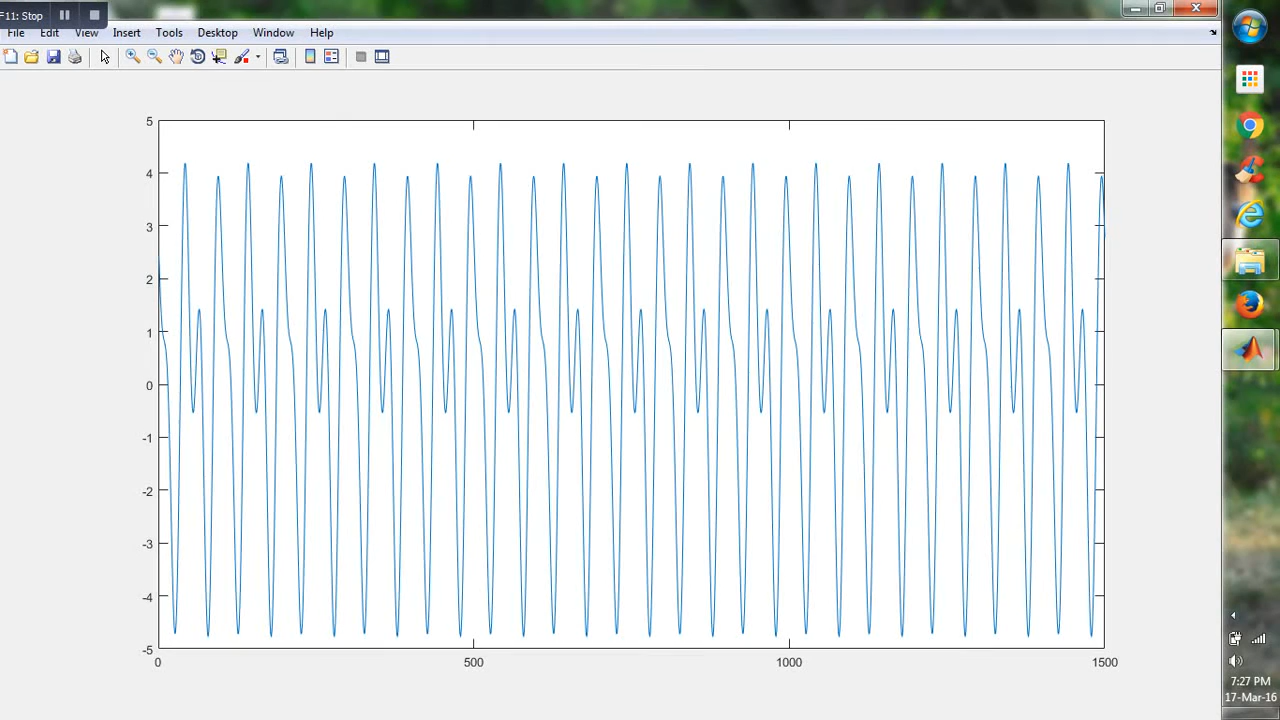 F11: Stop
File Edit View Insert Tools Desktop Window Help
5
4
3
2
1
0
-1
-2
-3
-4
-5
0 500 1000 1500
7:27 PM
17-Mar-16